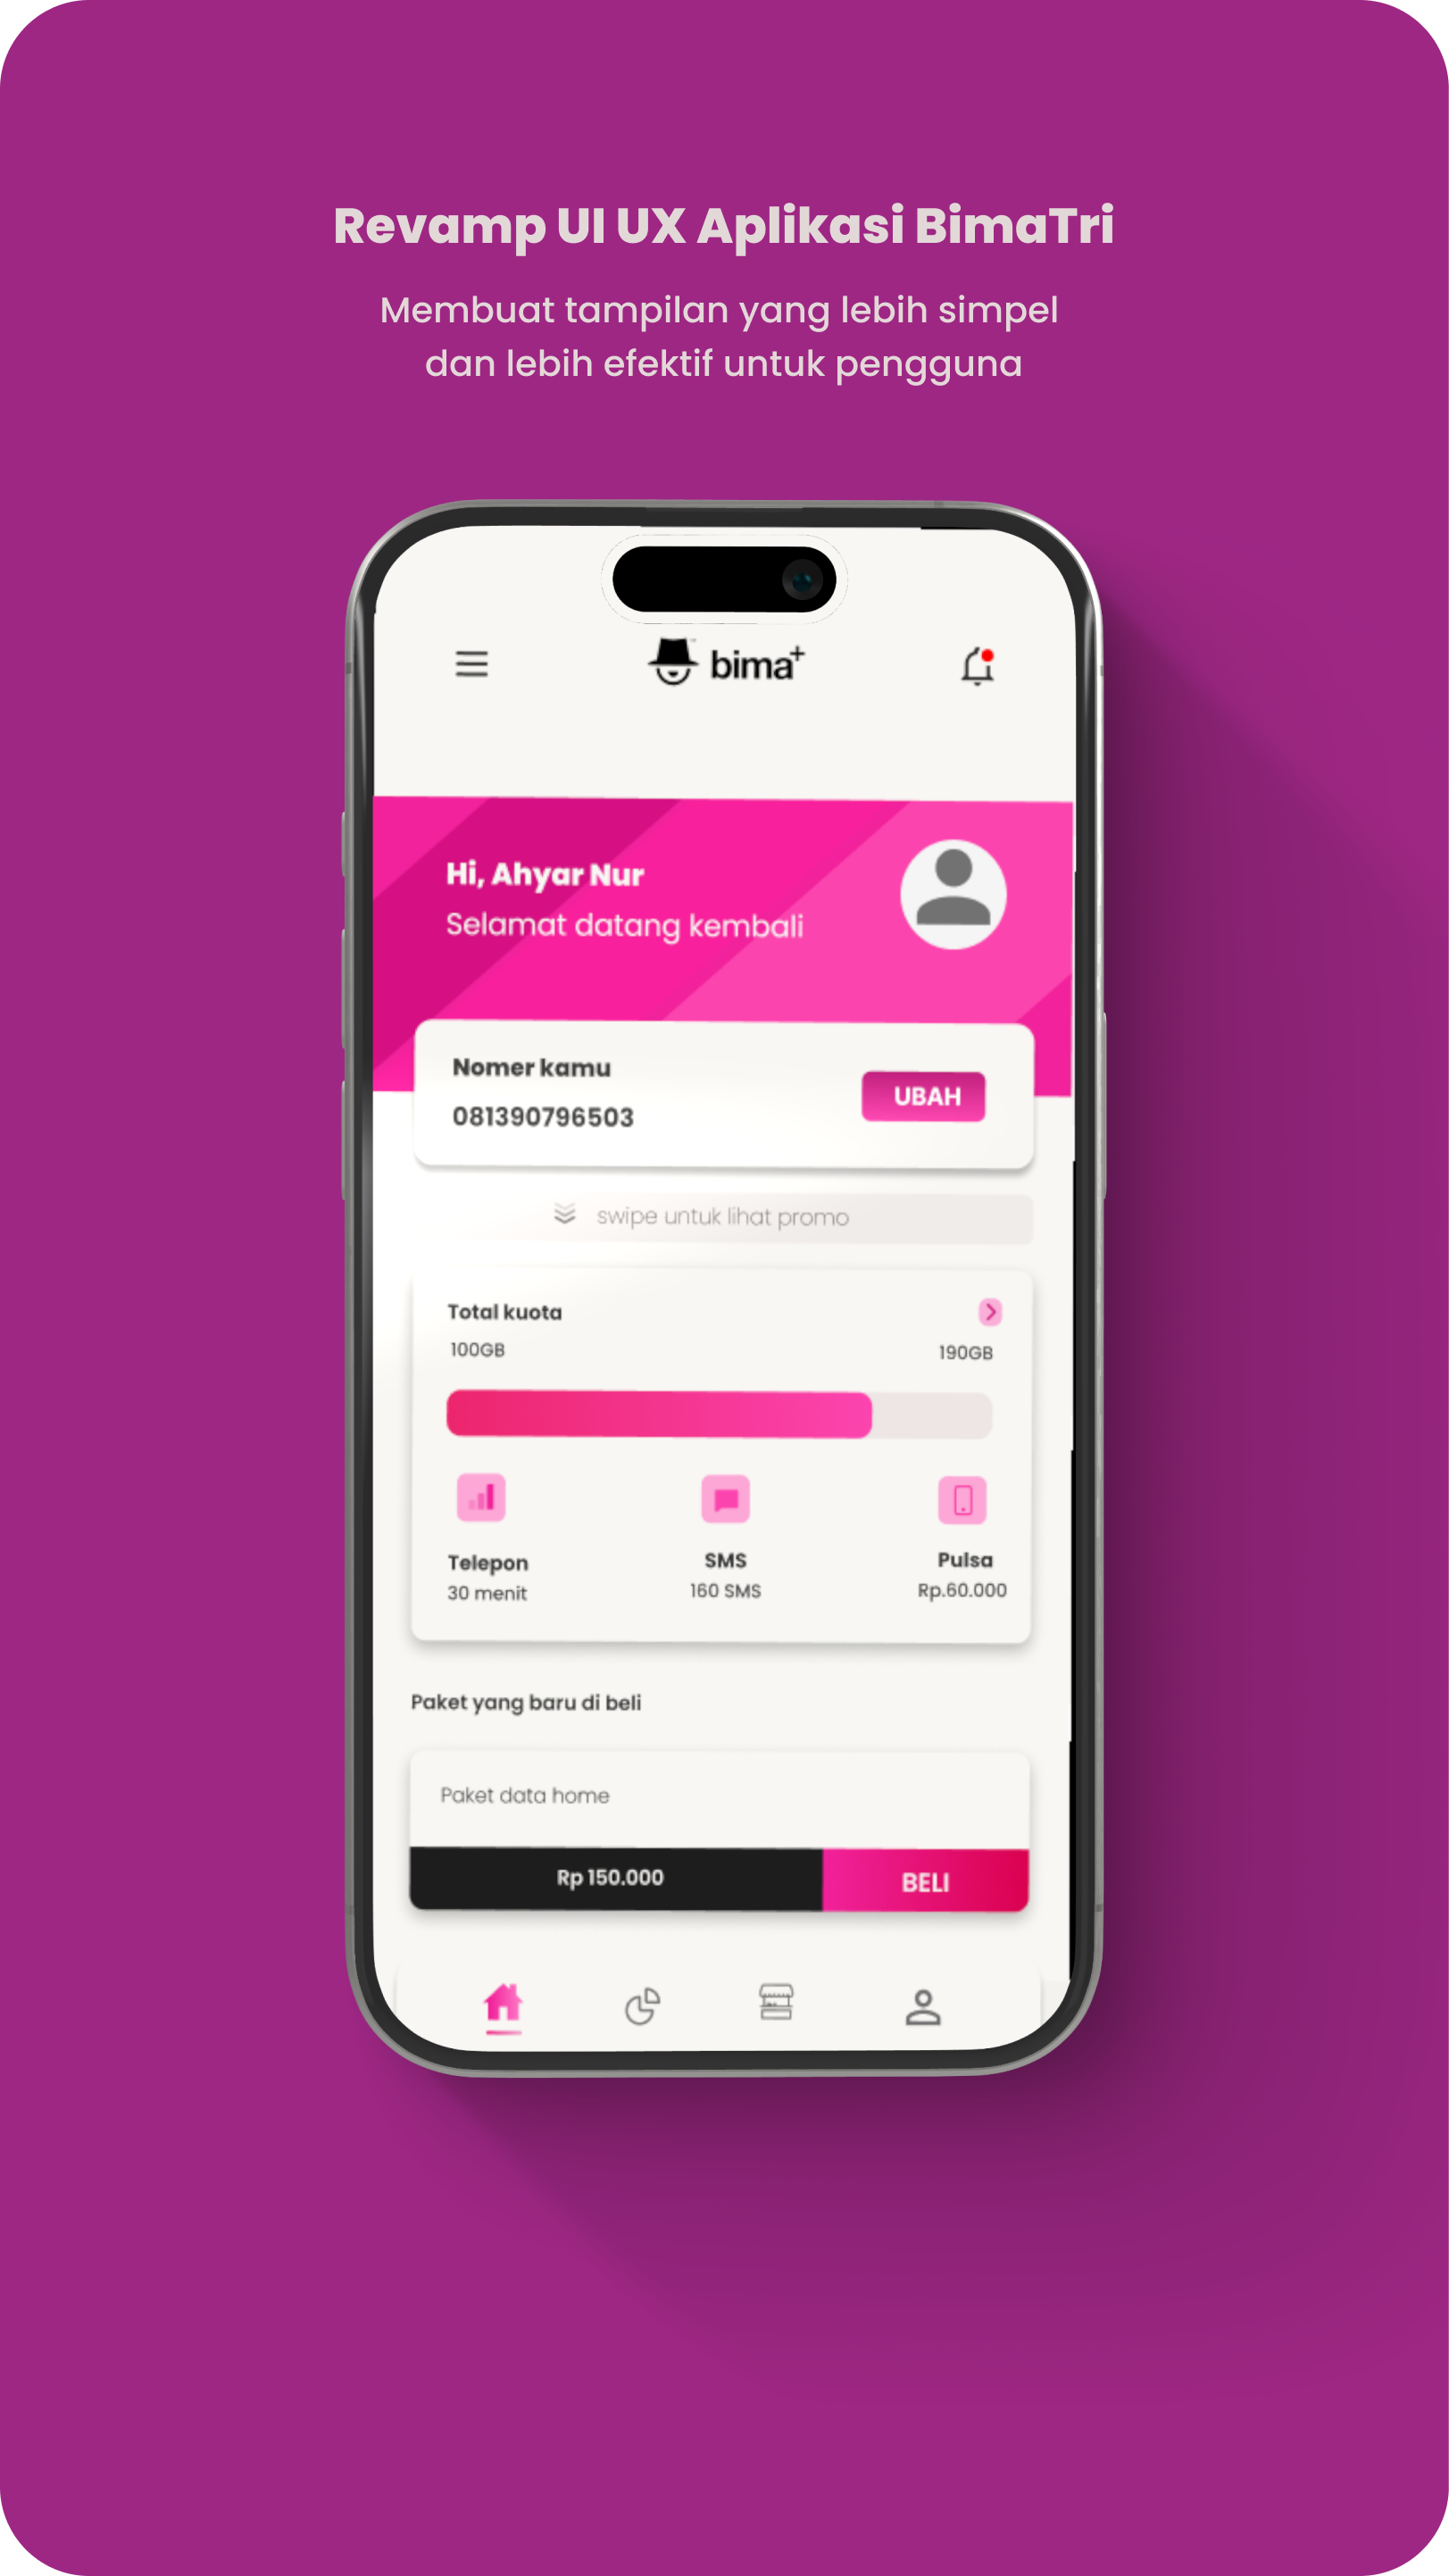 Revamp UI UX Aplikasi BimaTri
Membuat tampilan yang lebih simpel
dan lebih efektif untuk pengguna
bima+
Hi, Ahyar Nur
Selamat datang kembali
Nomer kamu
081390796503
UBAH
swipe untuk lihat promo
Total kuota
100GB
190GB
Telepon
SMS
Pulsa
30 menit
160 SMS
Rp.60.000
Paket yang baru di beli
Paket data home
Rp 150.000
BELI